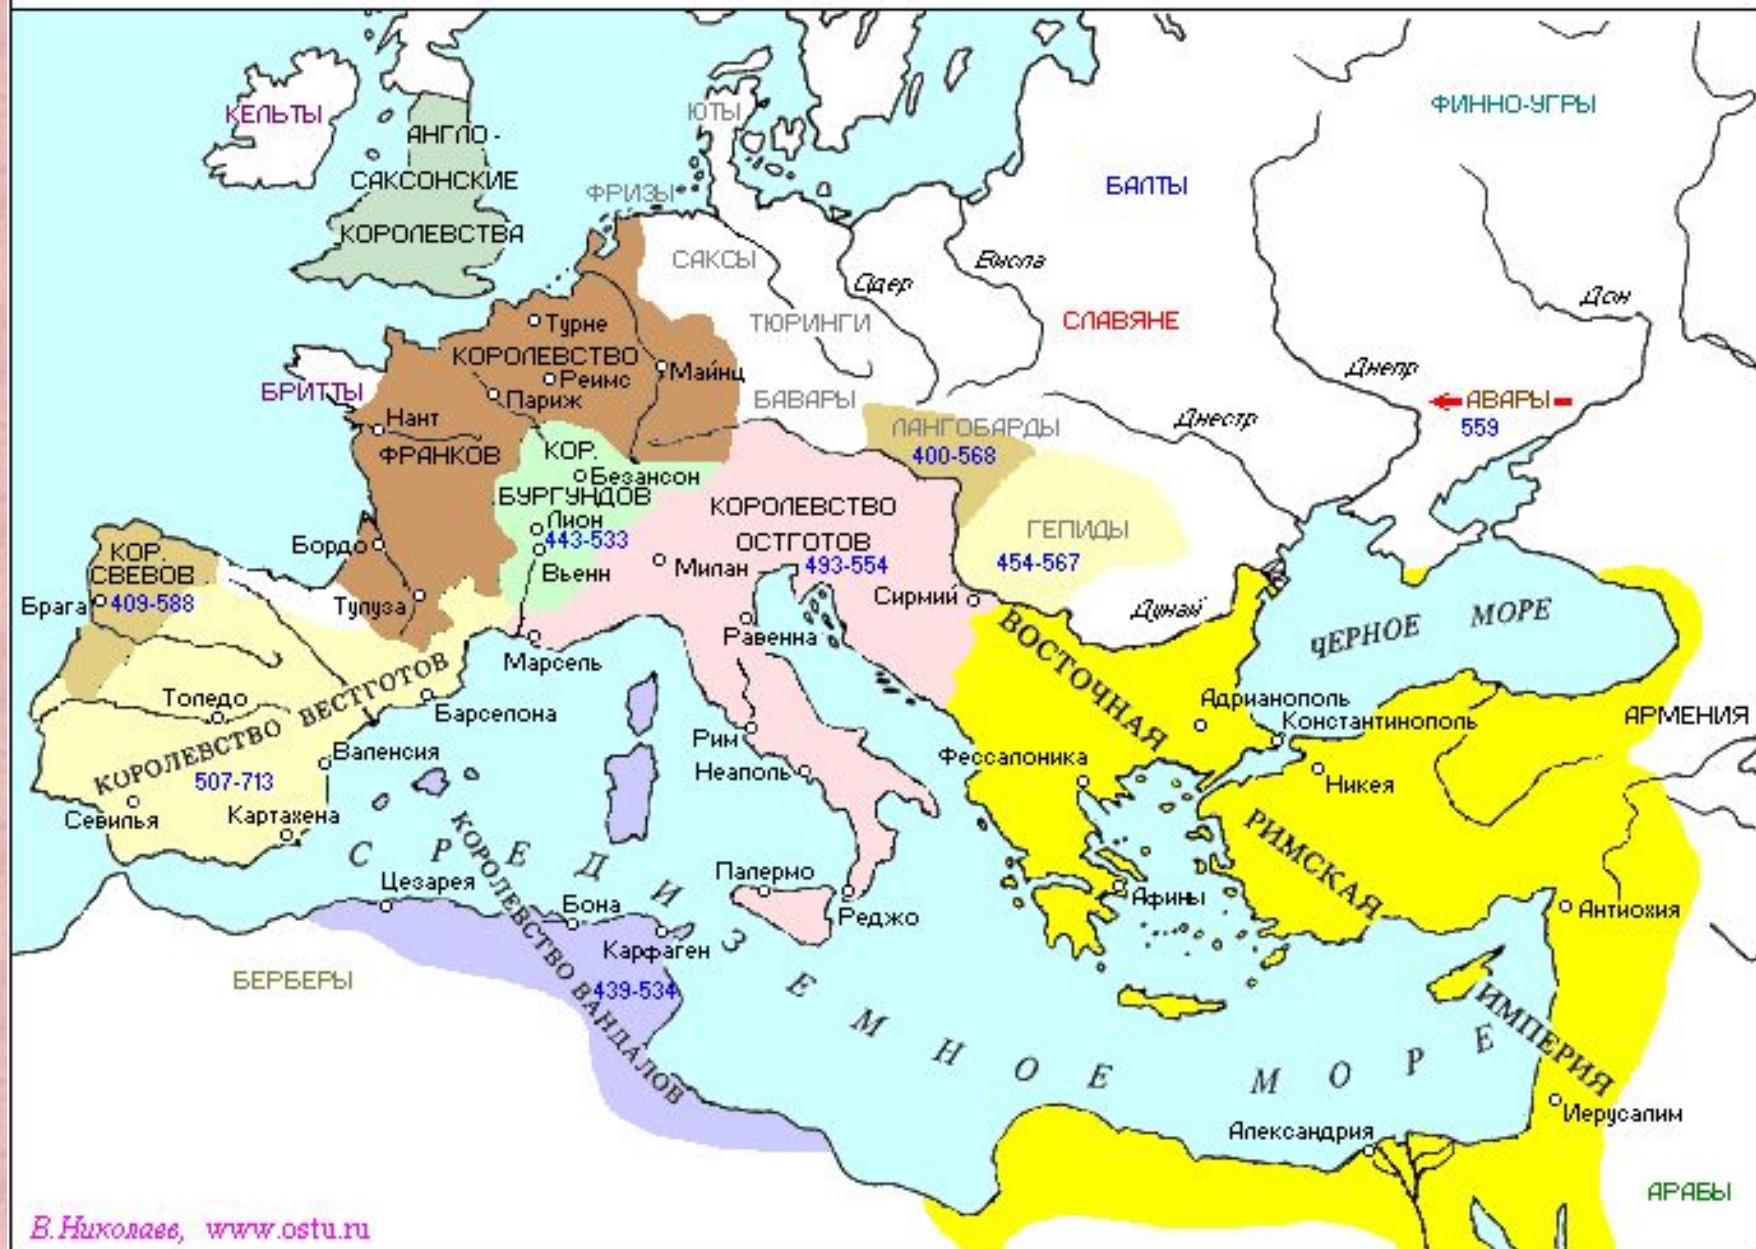 КЕЛЬТЫ
АНГЛО-
САКСОНСКИЕ
КОРОЛЕВСТВА
ЮТЫ
ФРИЗЫ
САКСЫ
ТЮРИНГИ
БАВАРЫ
БАЛТЫ
ФИННО-УГРЫ
СЛАВЯНЕ
Одер
Висла
Дон
Днепр
Днестр
АВАРЫ
559
БРИТТЫ
Турне
КОРОЛЕВСТВО
Реимс
Париж
Майнц
Нант
ФРАНКОВ
КОР.
Безансон
БУРГУНДОВ
Лион
443-533
Вьенн
Бордо
Тулуза
ЛАНГОБАРДЫ
400-568
ГЕПИДЫ
454-567
КОРОЛЕВСТВО
ОСТГОТОВ
493-554
Милан
Сирмий
Равенна
Марсель
Дунай
ЧЕРНОЕ МОРЕ
КОР.
СВЕВОВ
Брага
409-588
Толедо
КОРОЛЕВСТВО ВЕСТГОТОВ
507-713
Барселона
Валенсия
Севилья
Картахена
Рим
Неаполь
Палермо
Реджо
ВОСТОЧНАЯ
РИМСКАЯ
ИМПЕРИЯ
Адрианополь
Константинополь
Фессалоника
Никея
Афины
АРМЕНИЯ
Антиохия
СРЕДИЗЕМНОЕ МОРЕ
Цезарея
Бона
Карфаген
КОРОЛЕВСТВО ВАНДАЛОВ
439-534
БЕРБЕРЫ
Александрия
Иерусалим
АРАБЫ
В.Николаев, www.ostu.ru